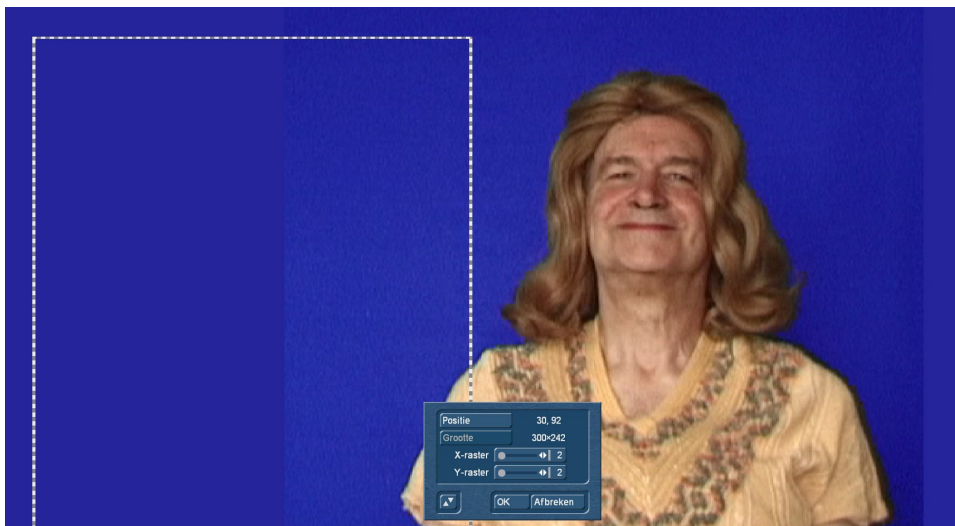 Positie 30, 92
Grootte 300×242
X-raster 2
Y-raster 2
OK Afbreken